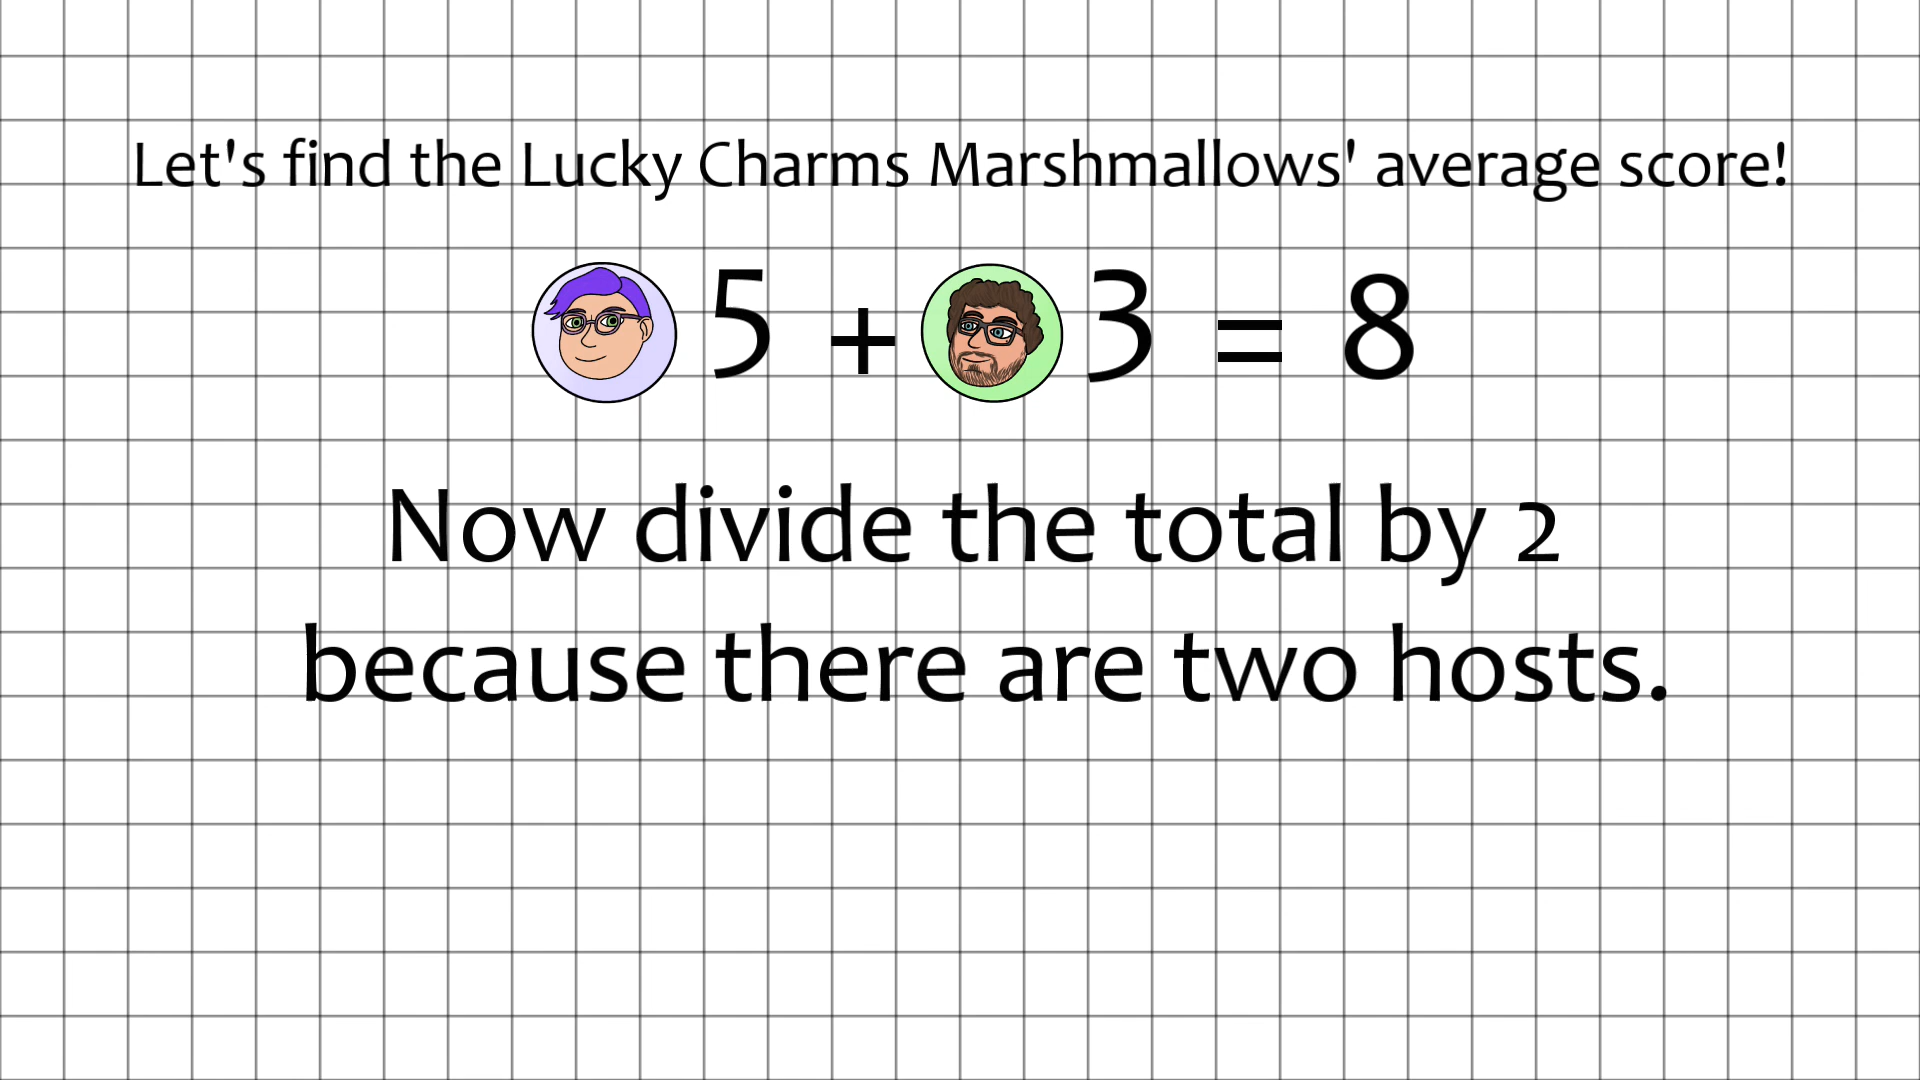 Let's find the Lucky Charms Marshmallows' average score!
5 + 3 = 8
Now divide the total by 2
because there are two hosts.